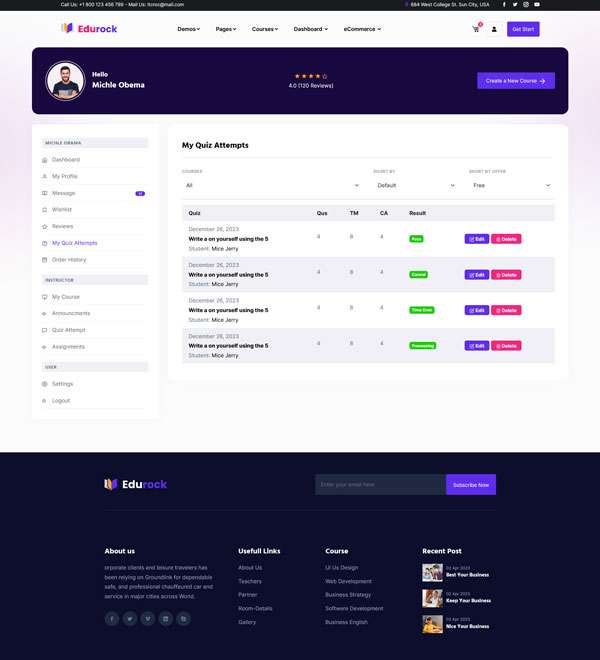 Call Us: +1 800 123 456 789 - Mail Us: Itcroc@mail.com
684 West College St. Sun City, USA
Edurock
Demos
Pages
Courses
Dashboard
eCommerce
Get Start
Hello
Michle Obema
4.0 (120 Reviews)
Create a New Course
MICHLE OBAMA
Dashboard
My Profile
Message
Wishlist
Reviews
My Quiz Attempts
Order History
INSTRUCTOR
My Course
Announcments
Quiz Attempt
Assignments
USER
Settings
Logout
My Quiz Attempts
COURSES
SHORT BY
SHORT BY OFFER
All
Default
Free
Quiz Qus TM CA Result
December 26, 2023
Write a on yourself using the 5 4 8 4 Pass Edit Delete
Student: Mice Jerry
December 26, 2023
Write a on yourself using the 5 4 8 4 Cancel Edit Delete
Student: Mice Jerry
December 26, 2023
Write a on yourself using the 5 4 8 4 Time Over Edit Delete
Student: Mice Jerry
December 26, 2023
Write a on yourself using the 5 4 8 4 Processing Edit Delete
Student: Mice Jerry
Edurock
Enter your email here
Subscribe Now
About us
orporate clients and leisure travelers has
been relying on Groundlink for dependable
safe, and professional chauffeured car and
service in major cities across World.
Usefull Links
About Us
Teachers
Partner
Room-Details
Gallery
Course
Ui Ux Design
Web Development
Business Strategy
Software Development
Business English
Recent Post
02 Apr 2023
Best Your Business
02 Apr 2023
Keep Your Business
02 Apr 2023
Nice Your Business